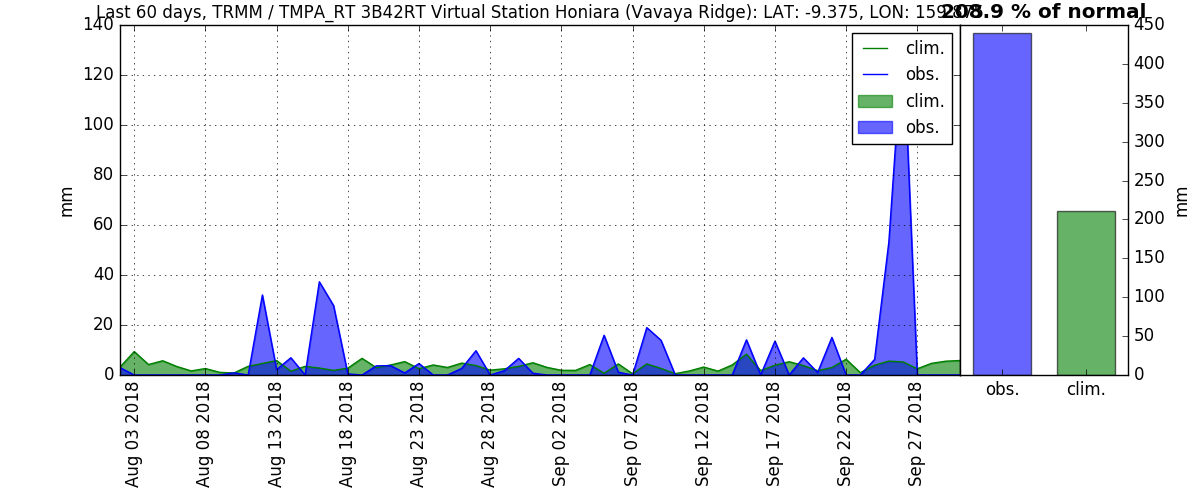 Last 60 days, TRMM / TMPA_RT 3B42RT Virtual Station Honiara (Vavaya Ridge): LAT: -9.375, LON:
208.9 % of normal
mm
140
120
100
80
60
40
20
0
clim.
obs.
clim.
obs.
450
400
350
300
250
200
150
100
50
0
mm
Aug 03 2018
Aug 08 2018
Aug 13 2018
Aug 18 2018
Aug 23 2018
Aug 28 2018
Sep 02 2018
Sep 07 2018
Sep 12 2018
Sep 17 2018
Sep 22 2018
Sep 27 2018
obs.
clim.